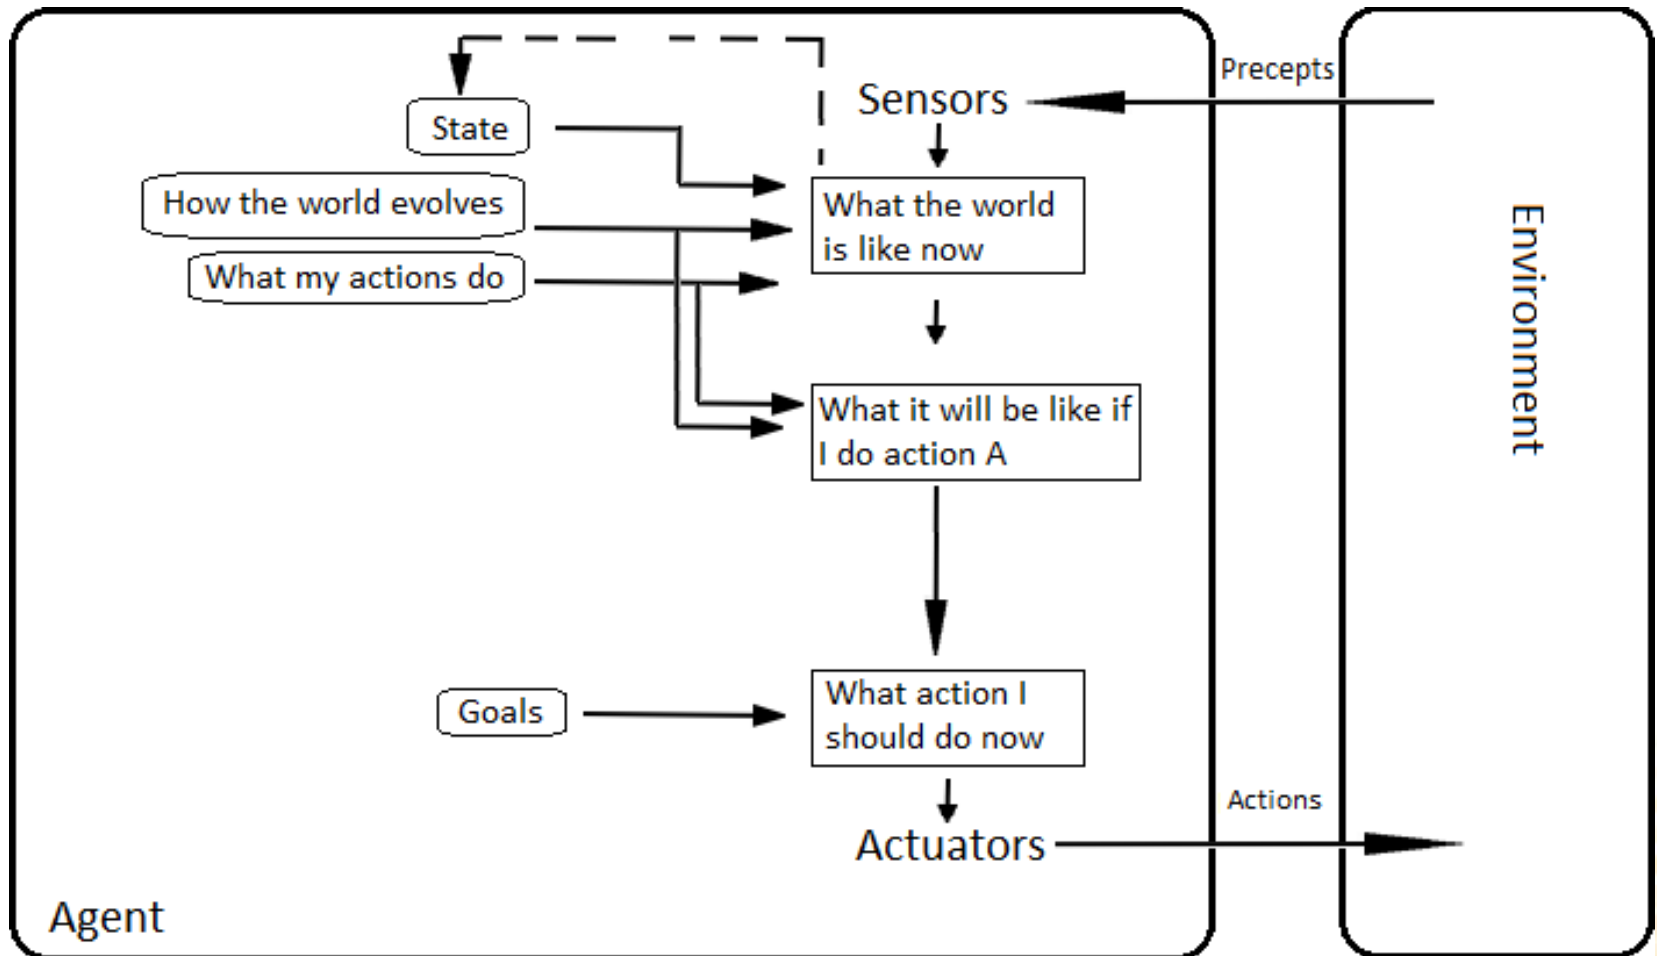 Precepts
Sensors
State
How the world evolves
What the world
is like now
What my actions do
Environment
What it will be like if
I do action A
Goals
What action I
should do now
Actions
Actuators
Agent